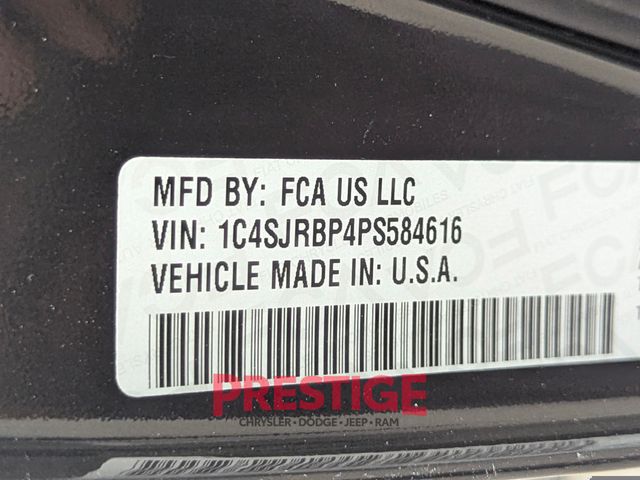 MFD BY: FCA US LLC
VIN: 1C4SJRBP4PS584616
VEHICLE MADE IN: U.S.A.
PRESTIGE
CHRYSLER • DODGE • JEEP • RAM